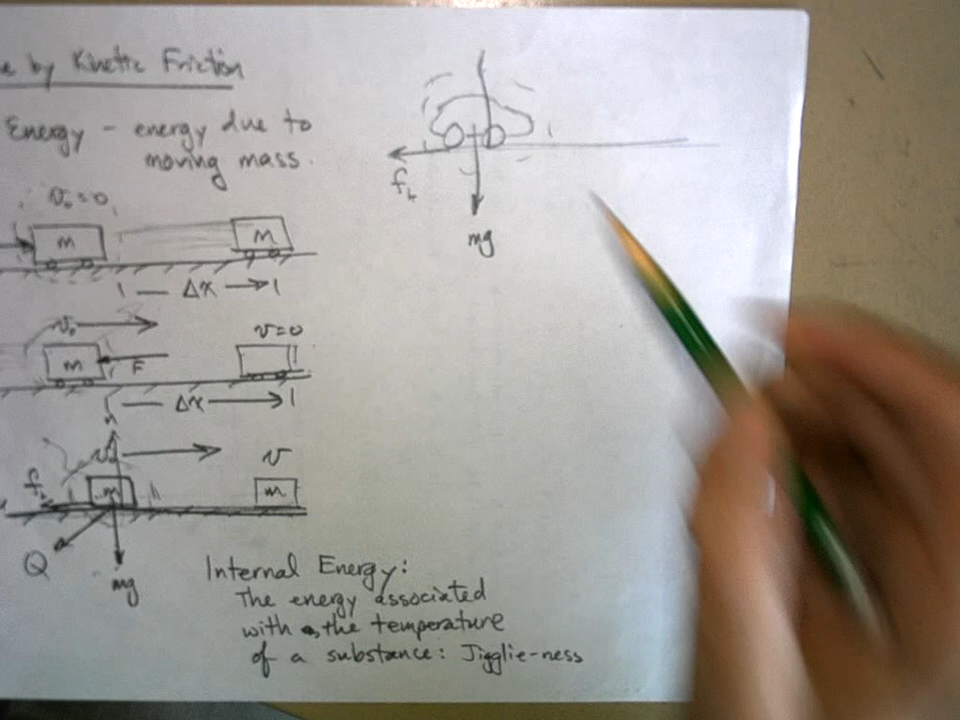 by Kinetic Friction
Energy - energy due to
moving mass.
v₀ = 0
m
m
Δx
v₀
v=0
m
F
Δx
v
fₖ
m
m
Q
mg
Internal Energy:
The energy associated
with the temperature
of a substance: Jigglie-ness
fₖ
mg